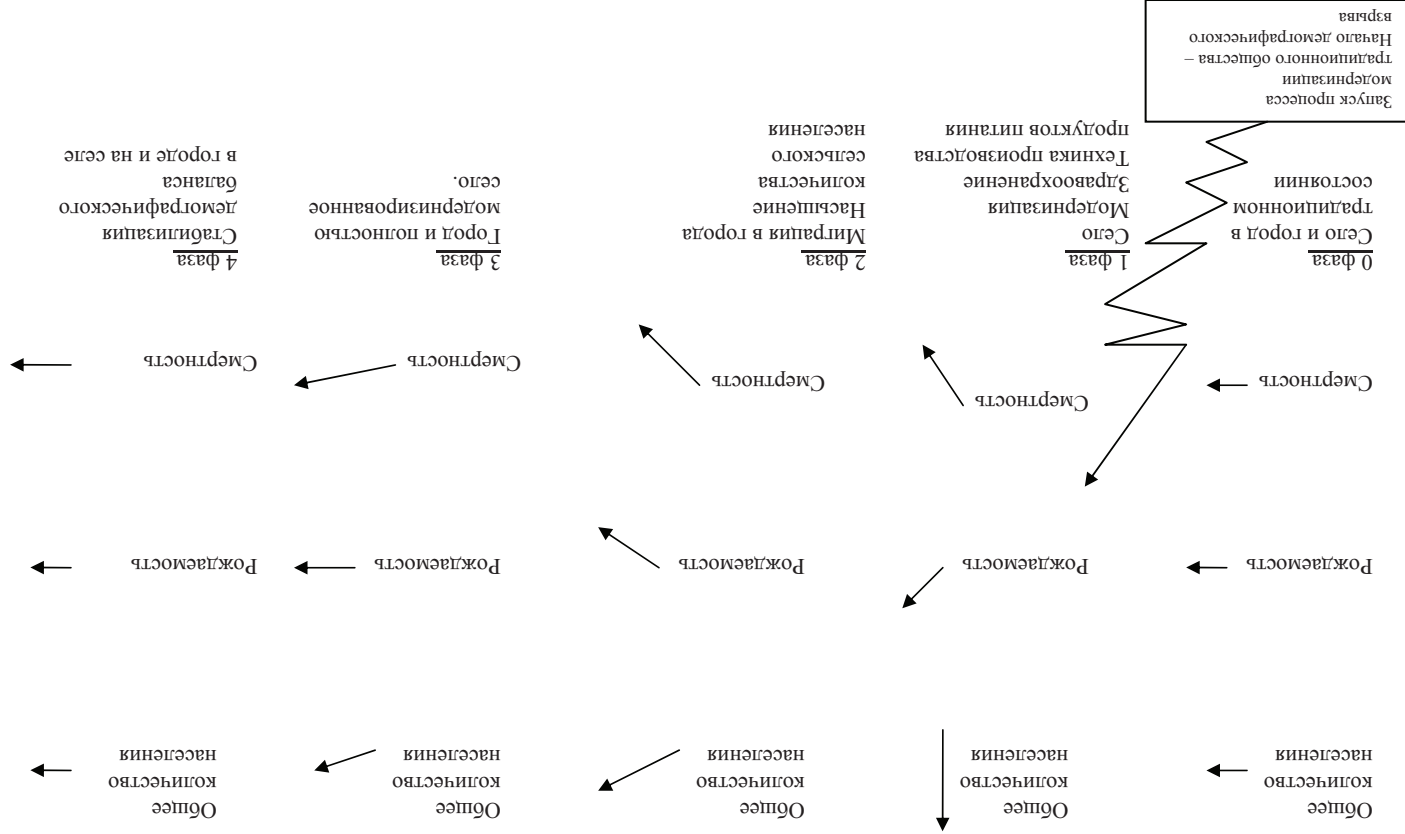 Общее
количество
населения
Общее
количество
населения
Общее
количество
населения
Общее
количество
населения
Общее
количество
населения
Рождаемость
Рождаемость
Рождаемость
Рождаемость
Рождаемость
Смертность
Смертность
Смертность
Смертность
Смертность
0 фаза
Село и город в
традиционном
состоянии
1 фаза
Село
Модернизация
Здравоохранение
Техника производства
продуктов питания
2 фаза
Миграция в города
Насыщение
количества
сельского
населения
3 фаза
Город и полностью
модернизированное
село.
4 фаза
Стабилизация
демографического
баланса
в городе и на селе
Запуск процесса
модернизации
традиционного общества –
Начало демографического
взрыва